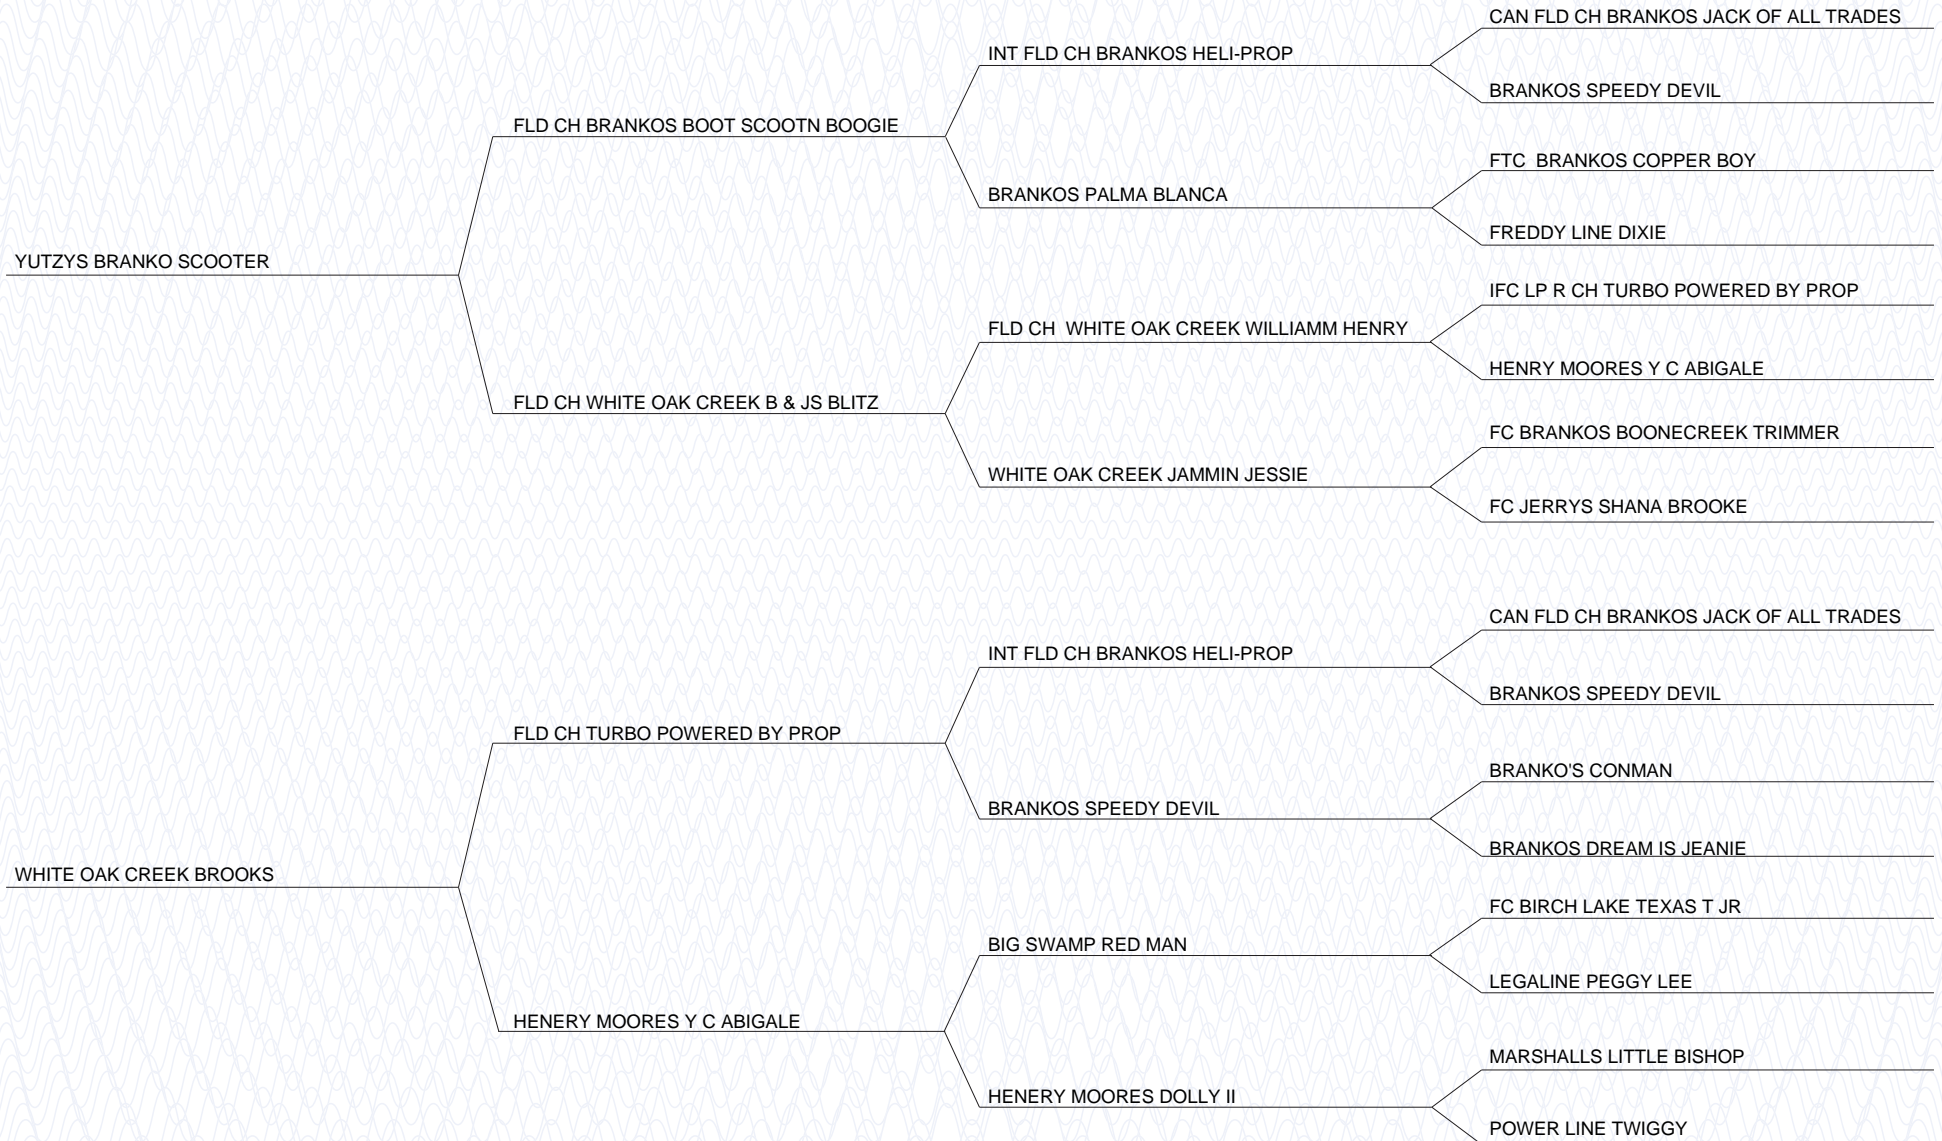 CAN FLD CH BRANKOS JACK OF ALL TRADES
INT FLD CH BRANKOS HELI-PROP
BRANKOS SPEEDY DEVIL
FLD CH BRANKOS BOOT SCOOTN BOOGIE
FTC  BRANKOS COPPER BOY
BRANKOS PALMA BLANCA
FREDDY LINE DIXIE
YUTZYS BRANKO SCOOTER
IFC LP R CH TURBO POWERED BY PROP
FLD CH  WHITE OAK CREEK WILLIAMM HENRY
HENRY MOORES Y C ABIGALE
FLD CH WHITE OAK CREEK B & JS BLITZ
FC BRANKOS BOONECREEK TRIMMER
WHITE OAK CREEK JAMMIN JESSIE
FC JERRYS SHANA BROOKE
CAN FLD CH BRANKOS JACK OF ALL TRADES
INT FLD CH BRANKOS HELI-PROP
BRANKOS SPEEDY DEVIL
FLD CH TURBO POWERED BY PROP
BRANKO'S CONMAN
BRANKOS SPEEDY DEVIL
BRANKOS DREAM IS JEANIE
WHITE OAK CREEK BROOKS
FC BIRCH LAKE TEXAS T JR
BIG SWAMP RED MAN
LEGALINE PEGGY LEE
HENERY MOORES Y C ABIGALE
MARSHALLS LITTLE BISHOP
HENERY MOORES DOLLY II
POWER LINE TWIGGY